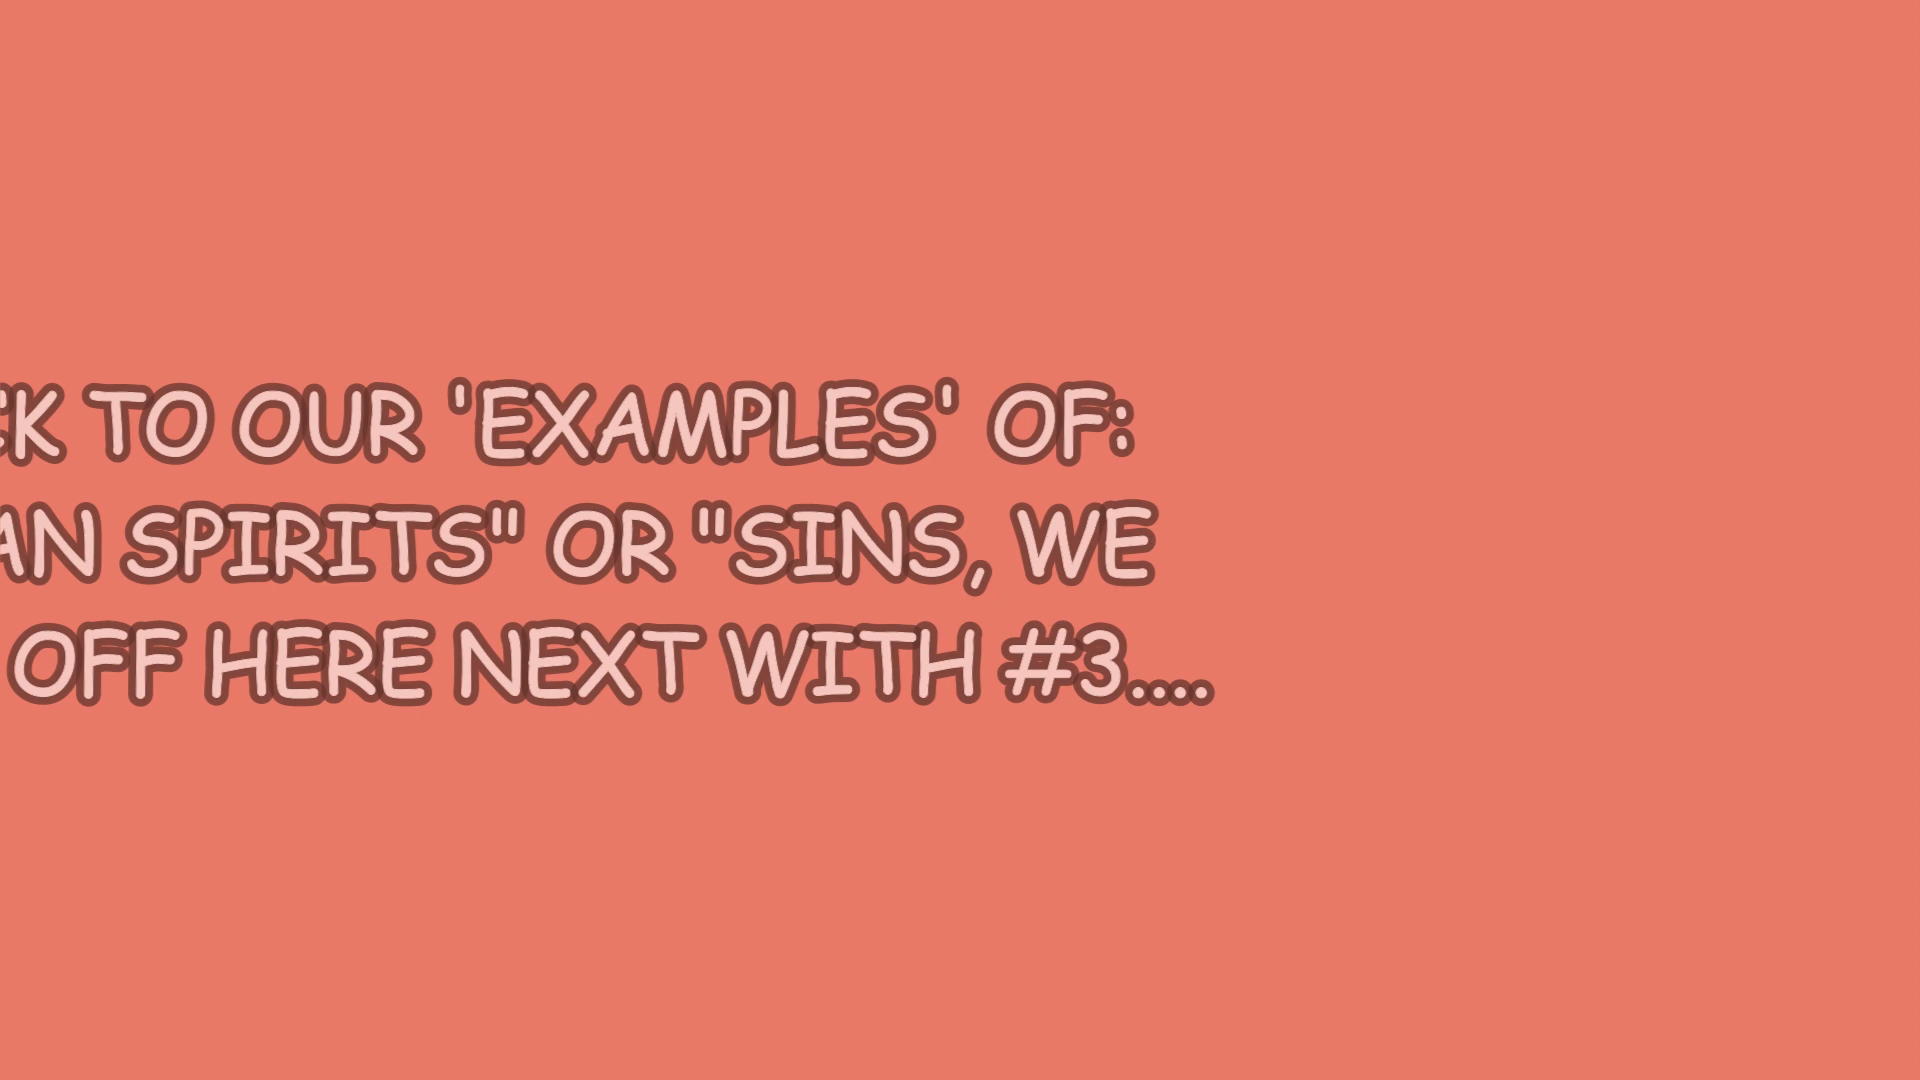 TO OUR 'EXAMPLES' OF:
SPIRITS" OR "SINS, WE
OFF HERE NEXT WITH #3....